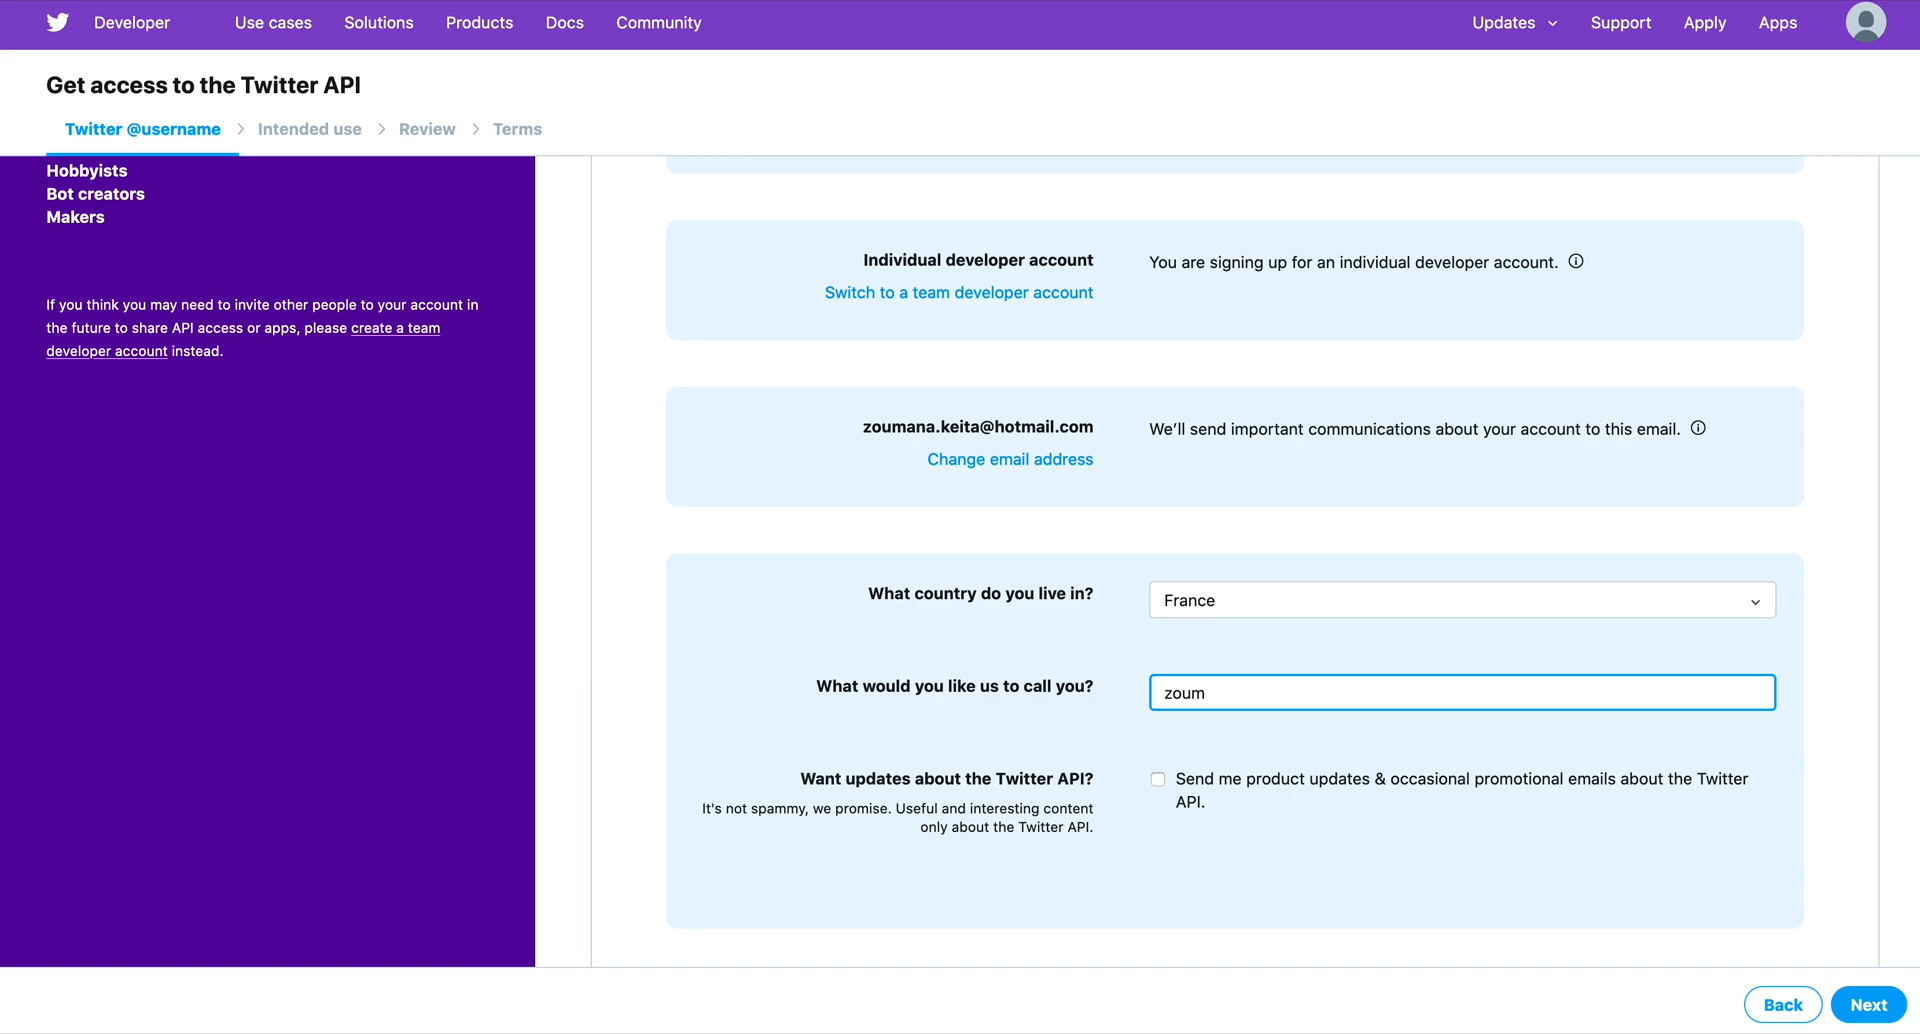 Developer
Use cases
Solutions
Products
Docs
Community
Updates
Support
Apply
Apps
Get access to the Twitter API
Twitter @username
Intended use
Review
Terms
Hobbyists
Bot creators
Makers
If you think you may need to invite other people to your account in
the future to share API access or apps, please create a team
developer account instead.
Individual developer account
Switch to a team developer account
You are signing up for an individual developer account.
zoumana.keita@hotmail.com
Change email address
We’ll send important communications about your account to this email.
What country do you live in?
France
What would you like us to call you?
zoum
Want updates about the Twitter API?
It's not spammy, we promise. Useful and interesting content
only about the Twitter API.
Send me product updates & occasional promotional emails about the Twitter
API.
Back
Next